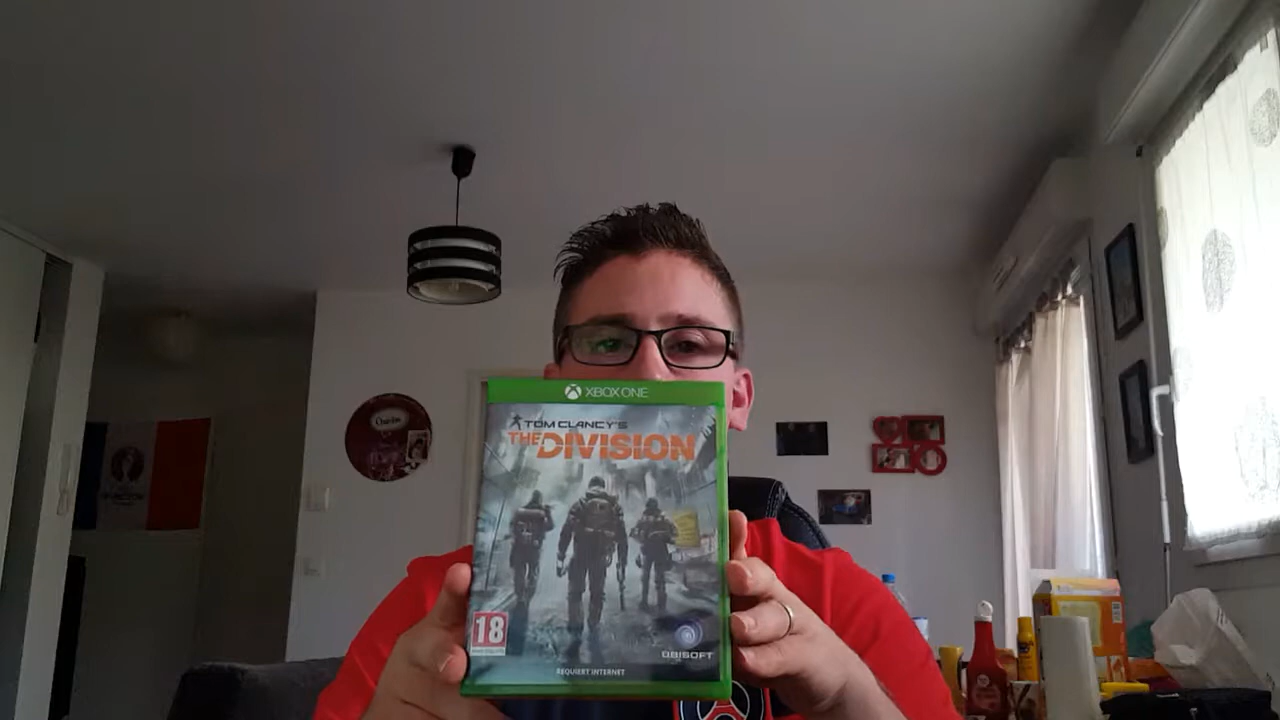 XBOX ONE
TOM CLANCY'S
THE DIVISION
18
UBISOFT
REQUIERT INTERNET